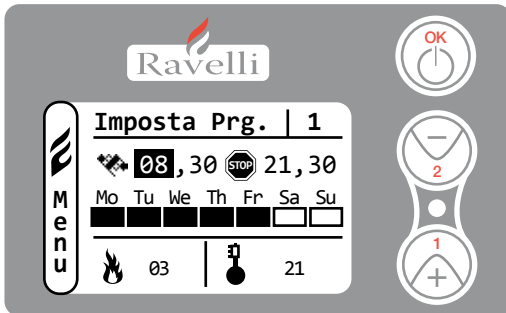 Ravelli
OK
Imposta Prg. | 1
08,30 STOP 21,30
Mo Tu We Th Fr Sa Su
03 21
Menu
−
2
1
+